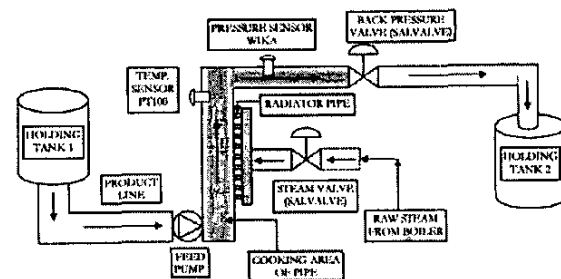 PRESSURE SENSOR
WIKA
BACK PRESSURE
VALVE (SALVALVE)
TEMP.
SENSOR
PT100
RADIATOR PIPE
HOLDING
TANK 1
HOLDING
TANK 2
PRODUCT
LINE
STEAM VALVE
(SALVALVE)
RAW STEAM
FROM BOILER
FEED
PUMP
COOKING AREA
OF PIPE